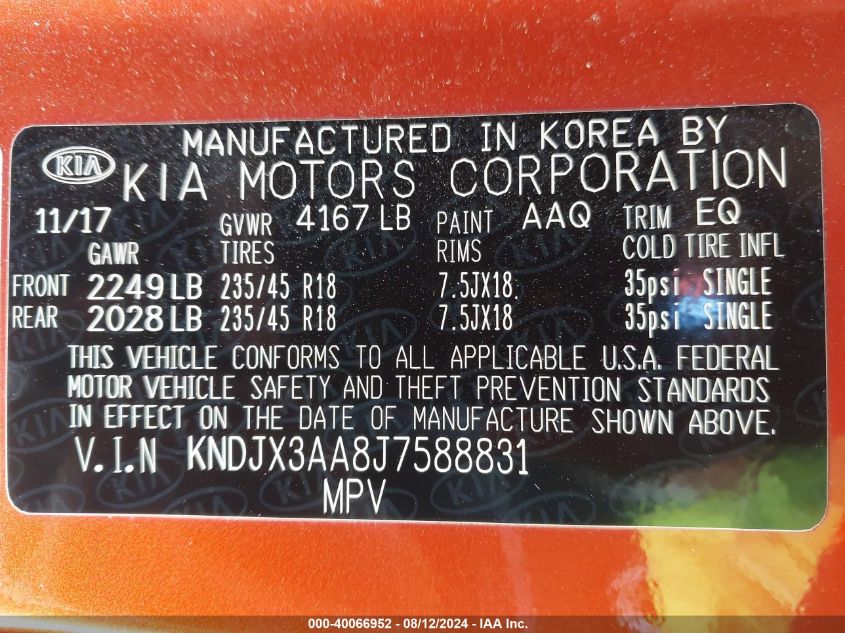 MANUFACTURED IN KOREA BY
KIA KIA MOTORS CORPORATION
11/17 GVWR 4167 LB PAINT AAQ TRIM EQ
GAWR TIRES RIMS COLD TIRE INFL
FRONT 2249 LB 235/45 R18 7.5JX18 35psi SINGLE
REAR 2028 LB 235/45 R18 7.5JX18 35psi SINGLE
THIS VEHICLE CONFORMS TO ALL APPLICABLE U.S.A. FEDERAL
MOTOR VEHICLE SAFETY AND THEFT PREVENTION STANDARDS
IN EFFECT ON THE DATE OF MANUFACTURE SHOWN ABOVE.
V.I.N KNDJX3AA8J7588831
MPV
000-40066952 - 08/12/2024 - IAA Inc.